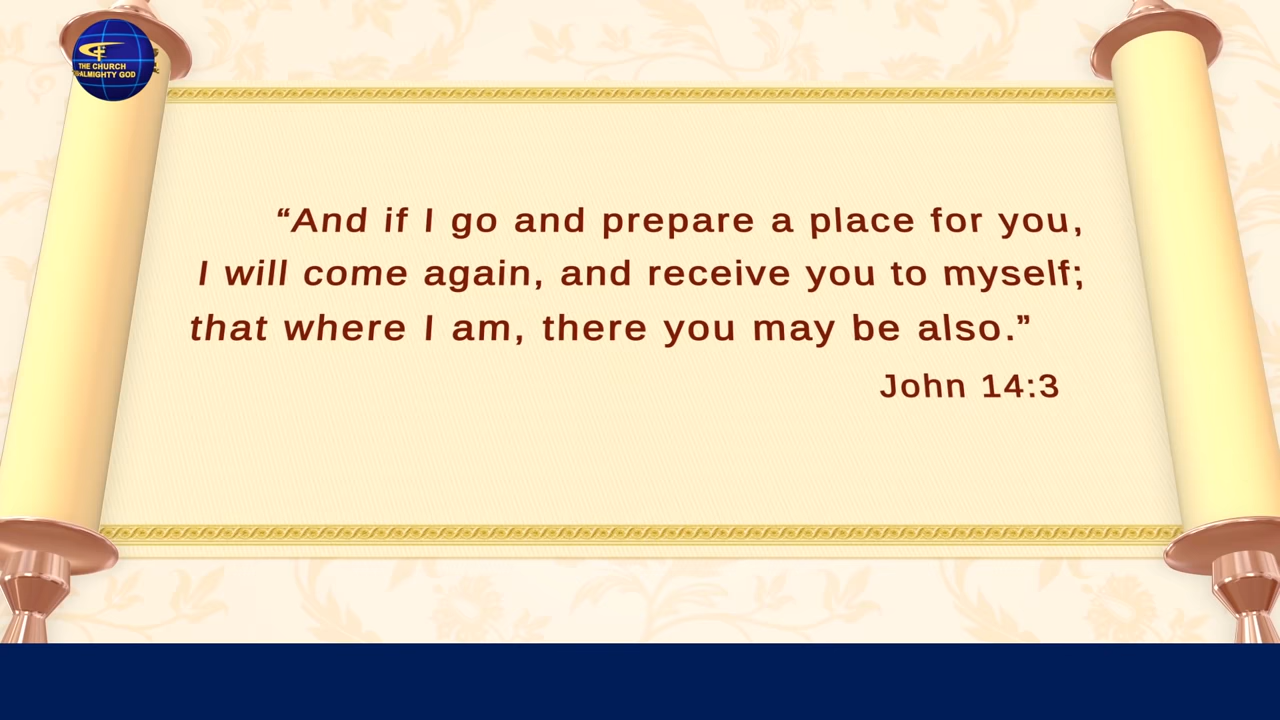 THE CHURCH
OF ALMIGHTY GOD
“And if I go and prepare a place for you,
I will come again, and receive you to myself;
that where I am, there you may be also.”
John 14:3